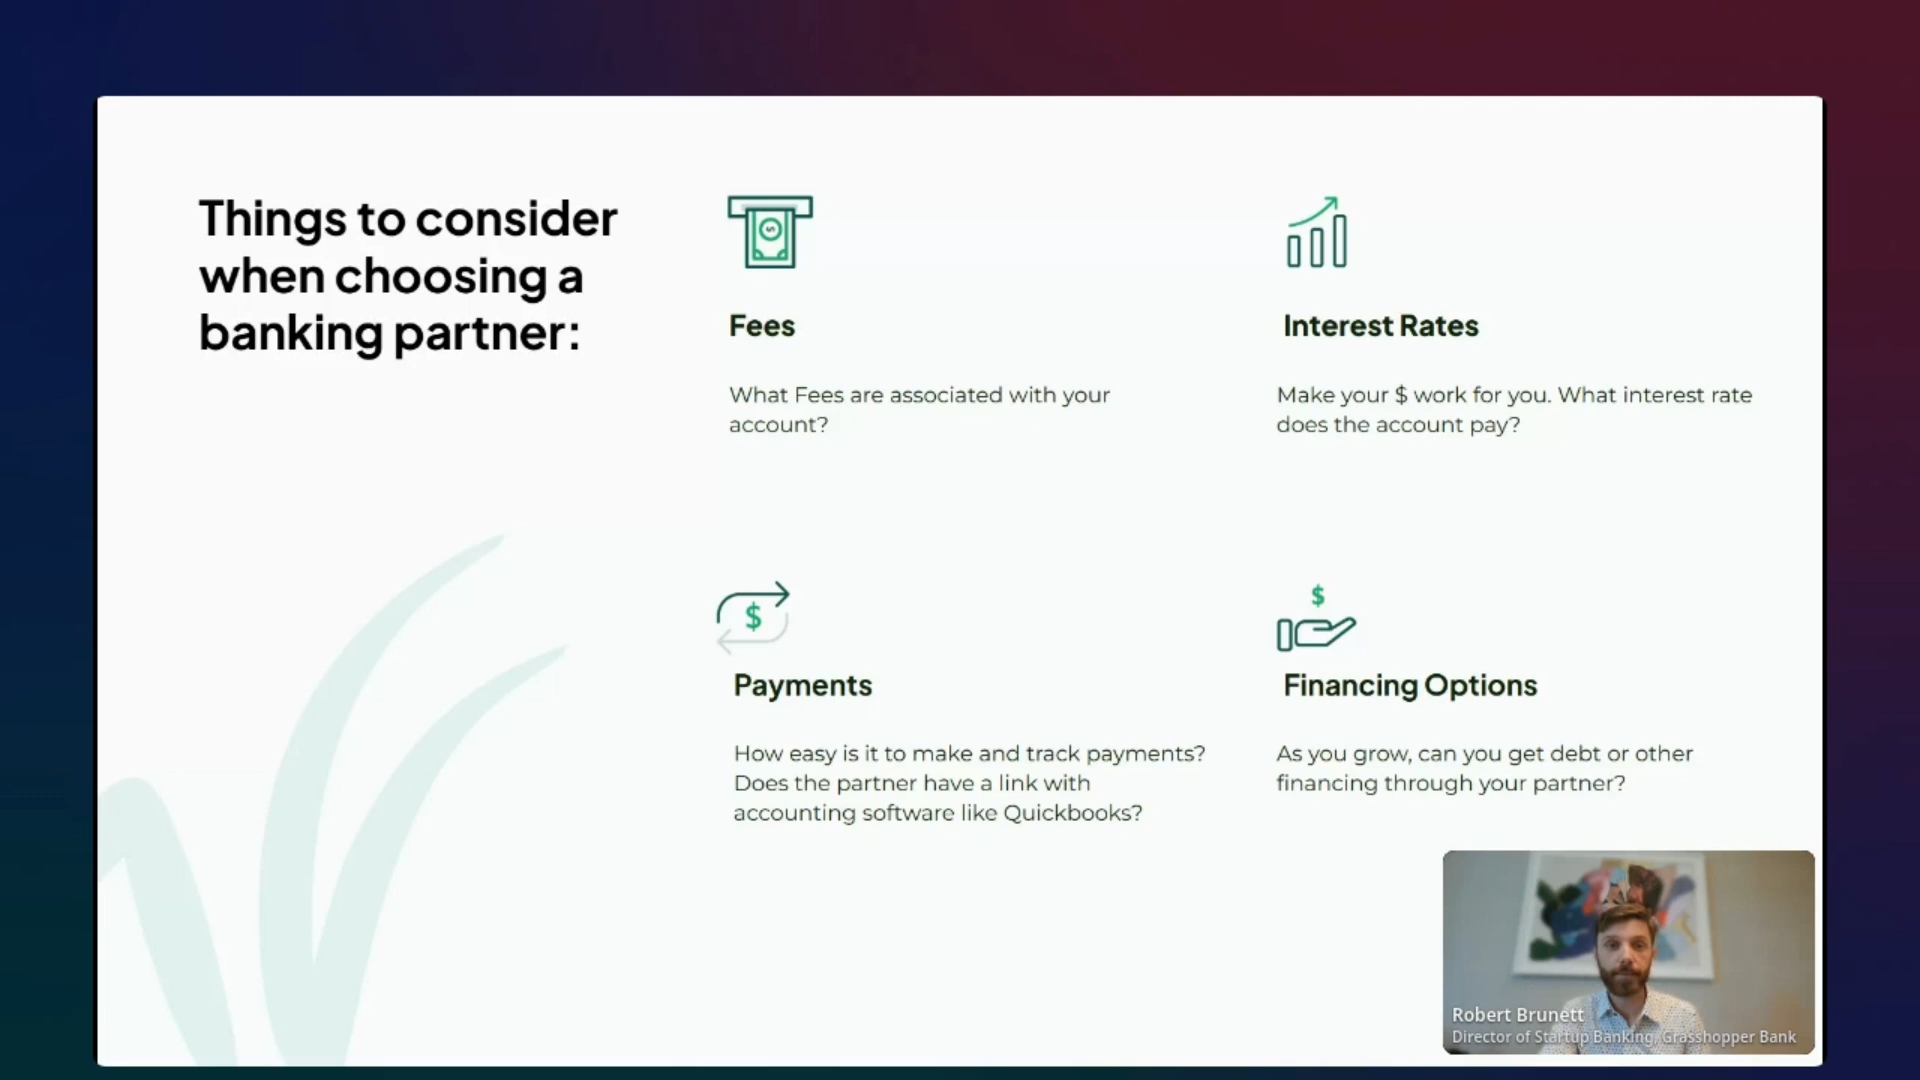 Things to consider
when choosing a
banking partner:
Fees
What Fees are associated with your
account?
Interest Rates
Make your $ work for you. What interest rate
does the account pay?
$
Payments
How easy is it to make and track payments?
Does the partner have a link with
accounting software like Quickbooks?
$
Financing Options
As you grow, can you get debt or other
financing through your partner?
Robert Brunett
Director of Startup Banking, Grasshopper Bank